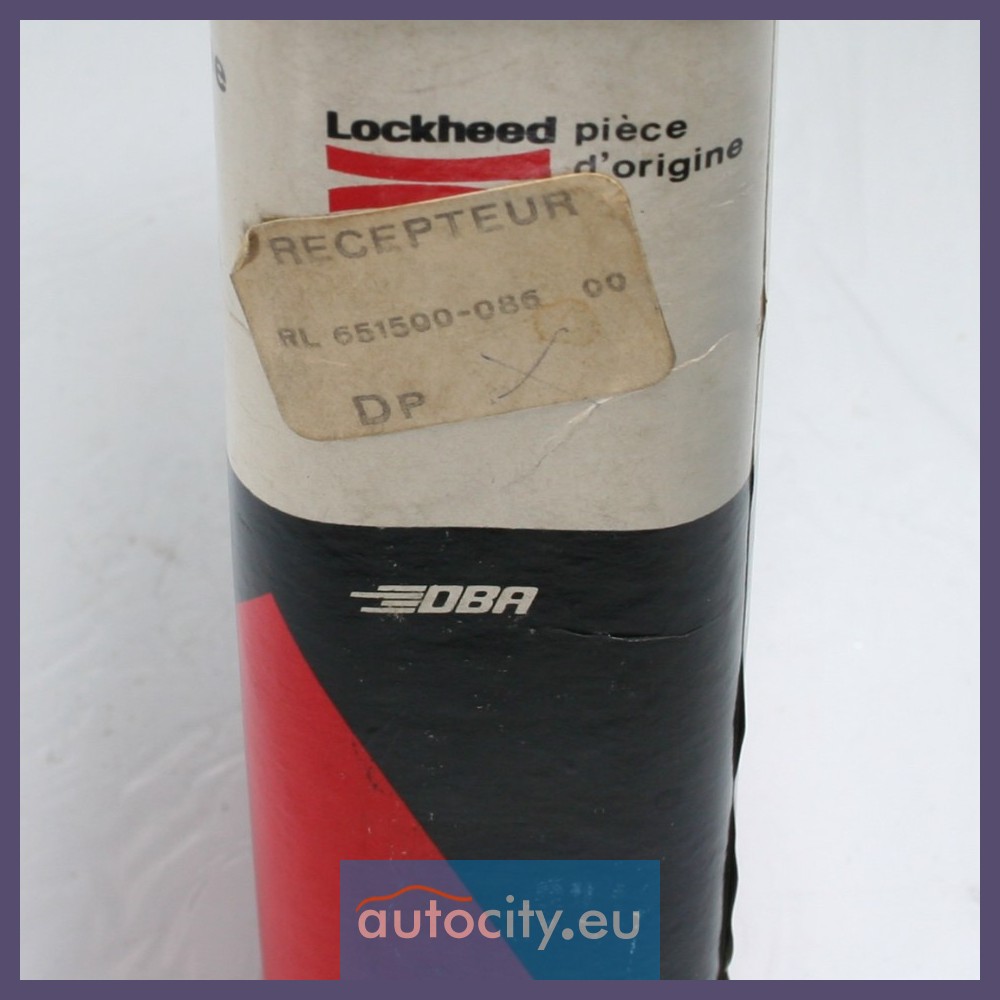 e
Lockheed pièce
d'origine
RECEPTEUR
RL 651500-086 00
DP
DBA
autocity.eu